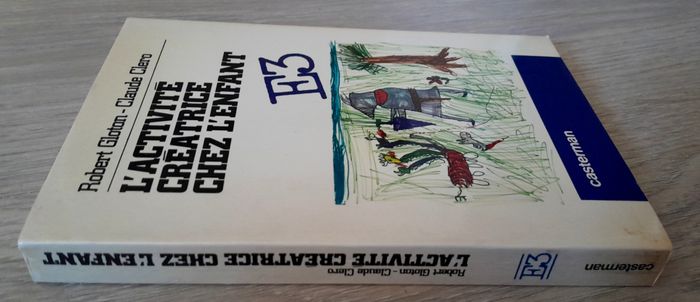 Robert Gloton - Claude Clero
L'ACTIVITÉ
CRÉATRICE
CHEZ L'ENFANT
E3
casterman
Robert Gloton - Claude Clero
L'ACTIVITÉ CRÉATRICE CHEZ L'ENFANT
E3
casterman